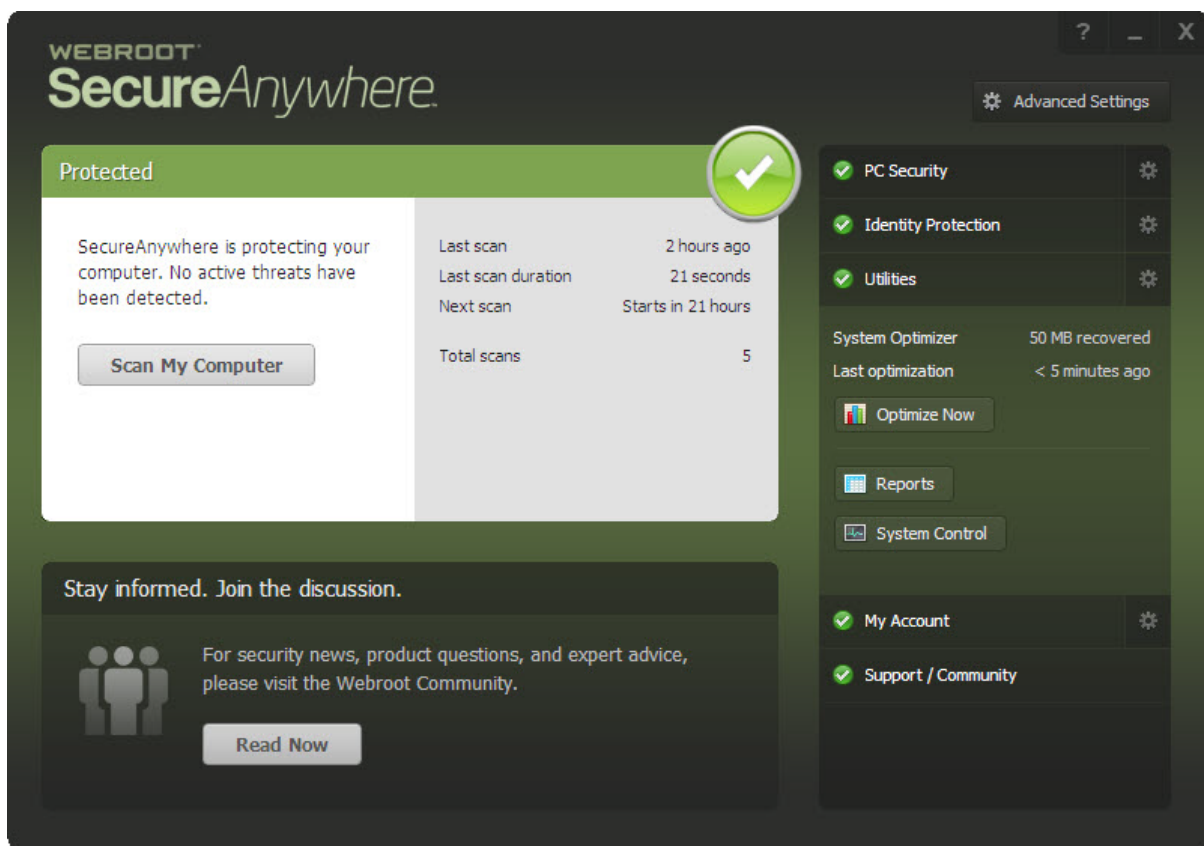 ? _ X
WEBROOT
SecureAnywhere
Advanced Settings
Protected
SecureAnywhere is protecting your
computer. No active threats have
been detected.
Scan My Computer
Last scan 2 hours ago
Last scan duration 21 seconds
Next scan Starts in 21 hours
Total scans 5
Stay informed. Join the discussion.
For security news, product questions, and expert advice,
please visit the Webroot Community.
Read Now
PC Security
Identity Protection
Utilities
System Optimizer 50 MB recovered
Last optimization < 5 minutes ago
Optimize Now
Reports
System Control
My Account
Support / Community